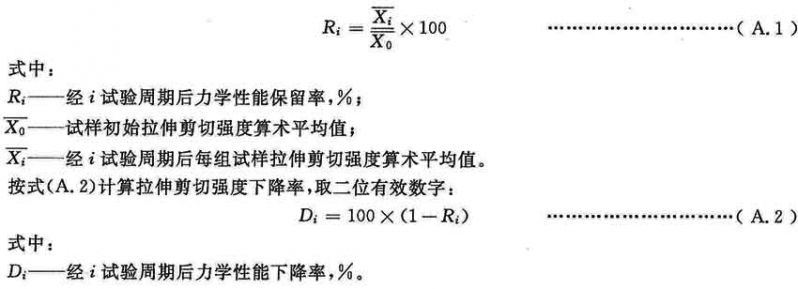 R_i = \frac{\overline{X_i}}{\overline{X_0}} × 100 ……………………………( A.1 )
式中：
R_i——经 i 试验周期后力学性能保留率,%；
\overline{X_0}——试样初始拉伸剪切强度算术平均值；
\overline{X_i}——经 i 试验周期后每组试样拉伸剪切强度算术平均值。
按式(A.2)计算拉伸剪切强度下降率,取二位有效数字：
D_i = 100 × (1 − R_i) ……………………………( A.2 )
式中：
D_i——经 i 试验周期后力学性能下降率,%。